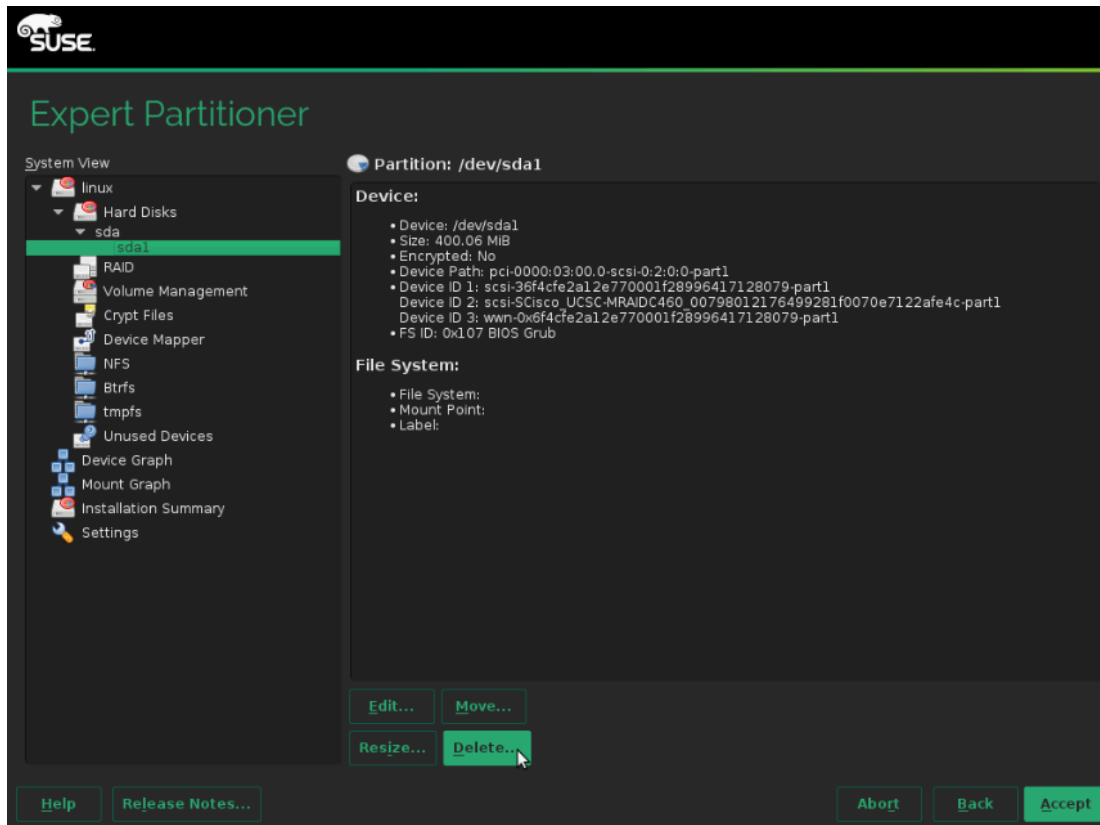 SUSE.
Expert Partitioner
System View
linux
Hard Disks
sda
sda1
RAID
Volume Management
Crypt Files
Device Mapper
NFS
Btrfs
tmpfs
Unused Devices
Device Graph
Mount Graph
Installation Summary
Settings
Partition: /dev/sda1
Device:
• Device: /dev/sda1
• Size: 400.06 MiB
• Encrypted: No
• Device Path: pci-0000:03:00.0-scsi-0:2:0:0-part1
• Device ID 1: scsi-36f4cfe2a12e770001f28996417128079-part1
Device ID 2: scsi-SCisco_UCSC-MRAIDC460_00798012176499281f0070e7122afe4c-part1
Device ID 3: wwn-0x6f4cfe2a12e770001f28996417128079-part1
• FS ID: 0x107 BIOS Grub
File System:
• File System:
• Mount Point:
• Label:
Edit... Move...
Resize... Delete...
Help Release Notes... Abort Back Accept